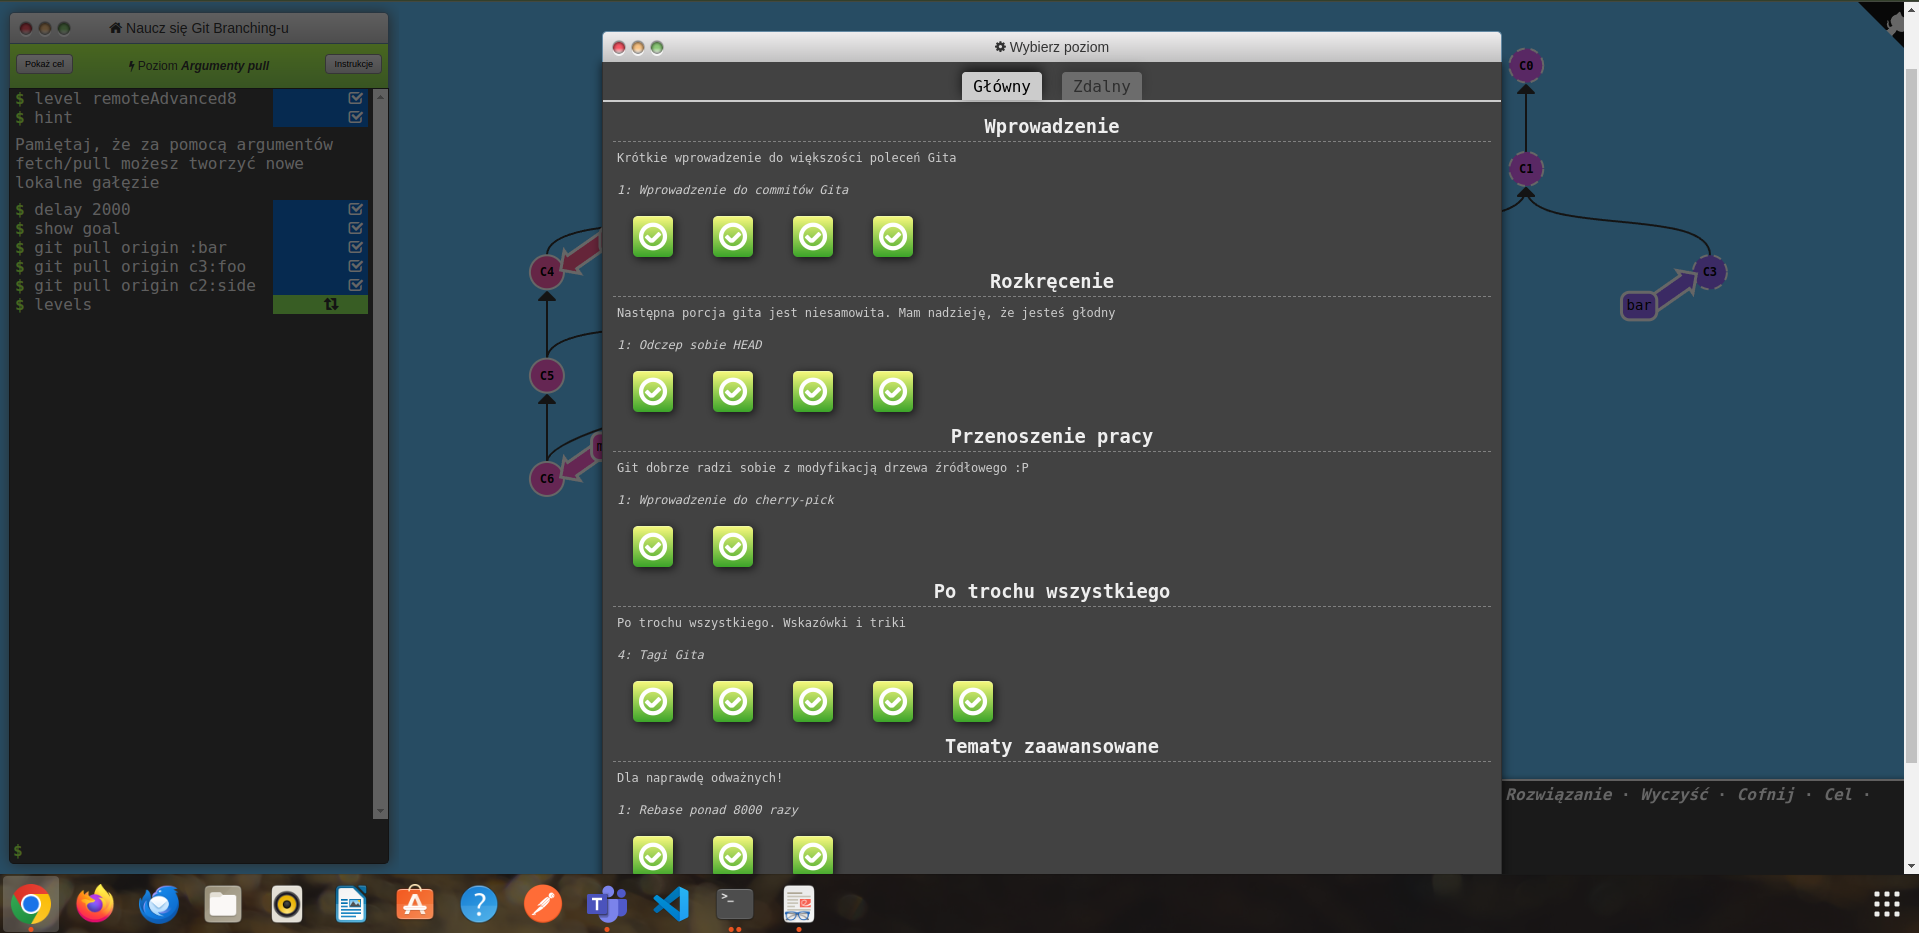 Naucz się Git Branching-u
Pokaż cel
Poziom Argumenty pull
Instrukcje
$ level remoteAdvanced8
$ hint
Pamiętaj, że za pomocą argumentów
fetch/pull możesz tworzyć nowe
lokalne gałęzie
$ delay 2000
$ show goal
$ git pull origin :bar
$ git pull origin c3:foo
$ git pull origin c2:side
$ levels
$
Wybierz poziom
Główny
Zdalny
Wprowadzenie
Krótkie wprowadzenie do większości poleceń Gita
1: Wprowadzenie do commitów Gita
Rozkręcenie
Następna porcja gita jest niesamowita. Mam nadzieję, że jesteś głodny
1: Odczep sobie HEAD
Przenoszenie pracy
Git dobrze radzi sobie z modyfikacją drzewa źródłowego :P
1: Wprowadzenie do cherry-pick
Po trochu wszystkiego
Po trochu wszystkiego. Wskazówki i triki
4: Tagi Gita
Tematy zaawansowane
Dla naprawdę odważnych!
1: Rebase ponad 8000 razy
C4
C5
C6
C0
C1
C3
bar
Rozwiązanie · Wyczyść · Cofnij · Cel ·